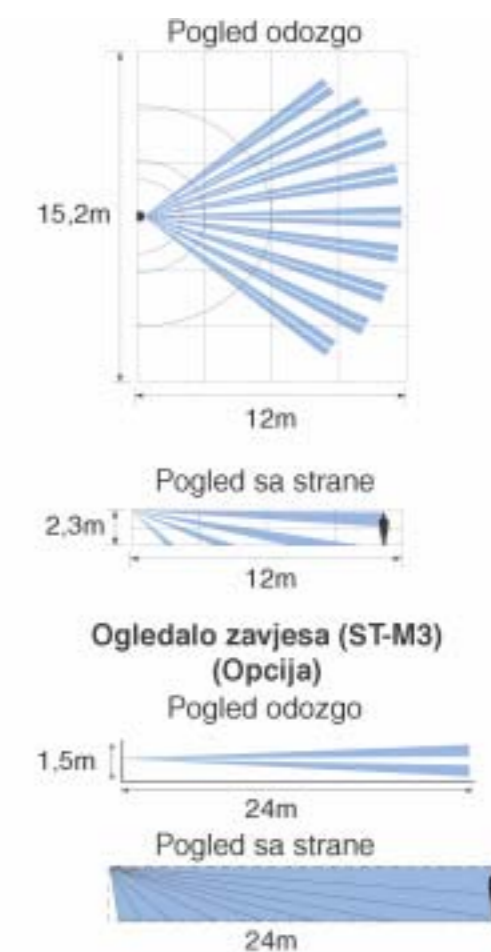 Pogled odozgo
15,2m
12m
Pogled sa strane
2,3m
12m
Ogledalo zavjesa (ST-M3)
(Opcija)
Pogled odozgo
1,5m
24m
Pogled sa strane
24m